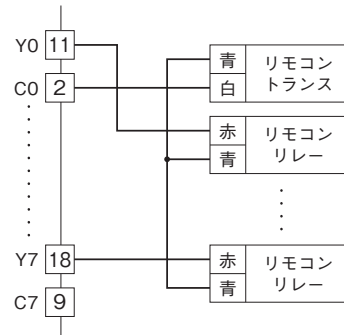 Y0 11
C0 2
Y7 18
C7 9
青 リモコン
白 トランス
赤 リモコン
青 リレー
赤 リモコン
青 リレー